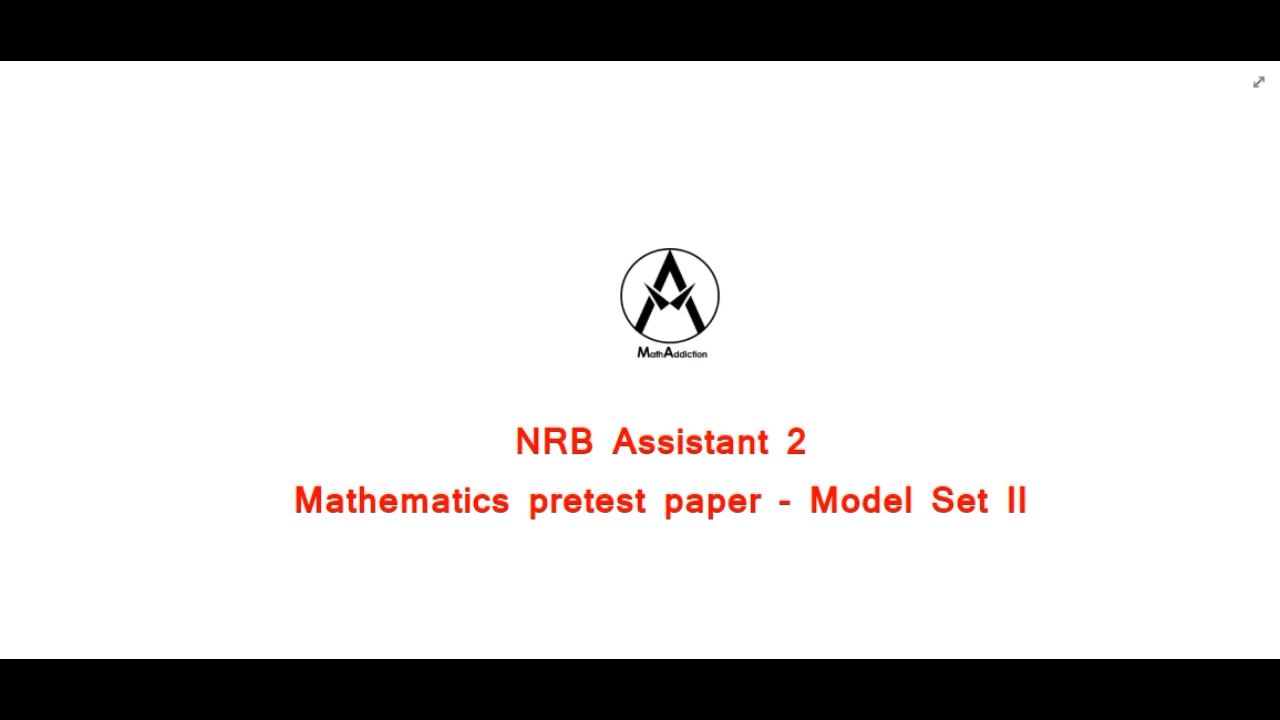 MathAddiction
NRB Assistant 2
Mathematics pretest paper - Model Set II